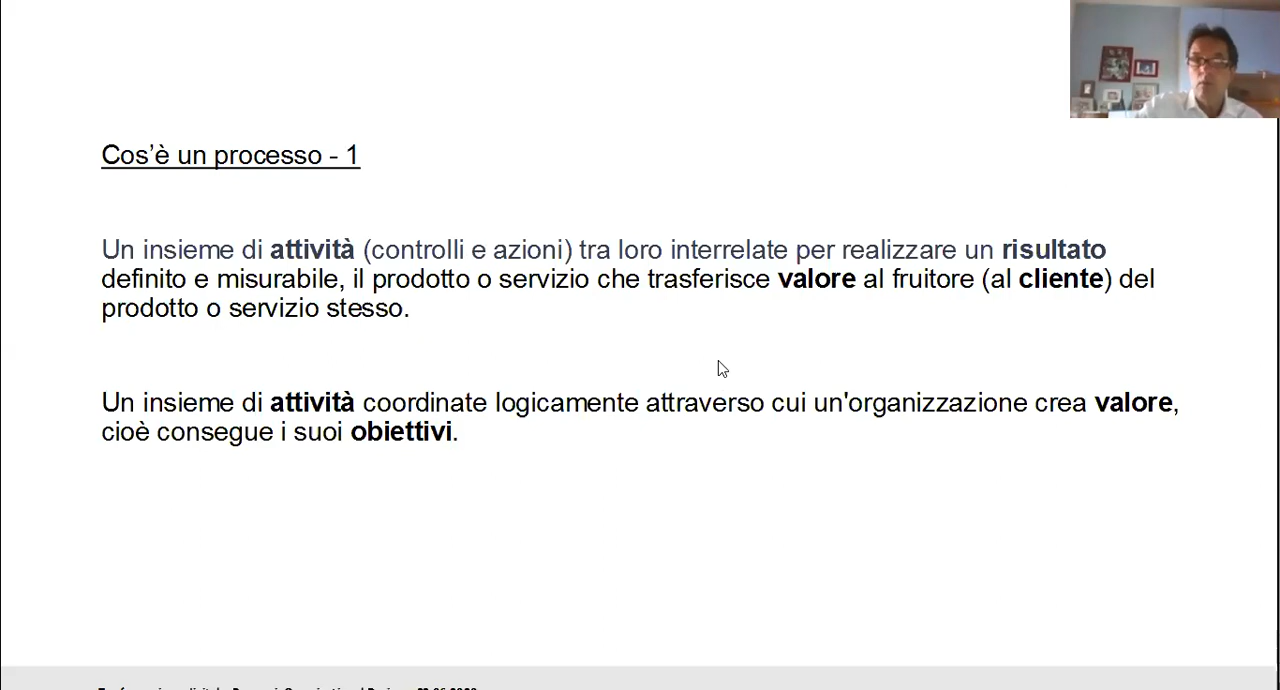 Cos’è un processo - 1
Un insieme di attività (controlli e azioni) tra loro interrelate per realizzare un risultato
definito e misurabile, il prodotto o servizio che trasferisce valore al fruitore (al cliente) del
prodotto o servizio stesso.
Un insieme di attività coordinate logicamente attraverso cui un'organizzazione crea valore,
cioè consegue i suoi obiettivi.